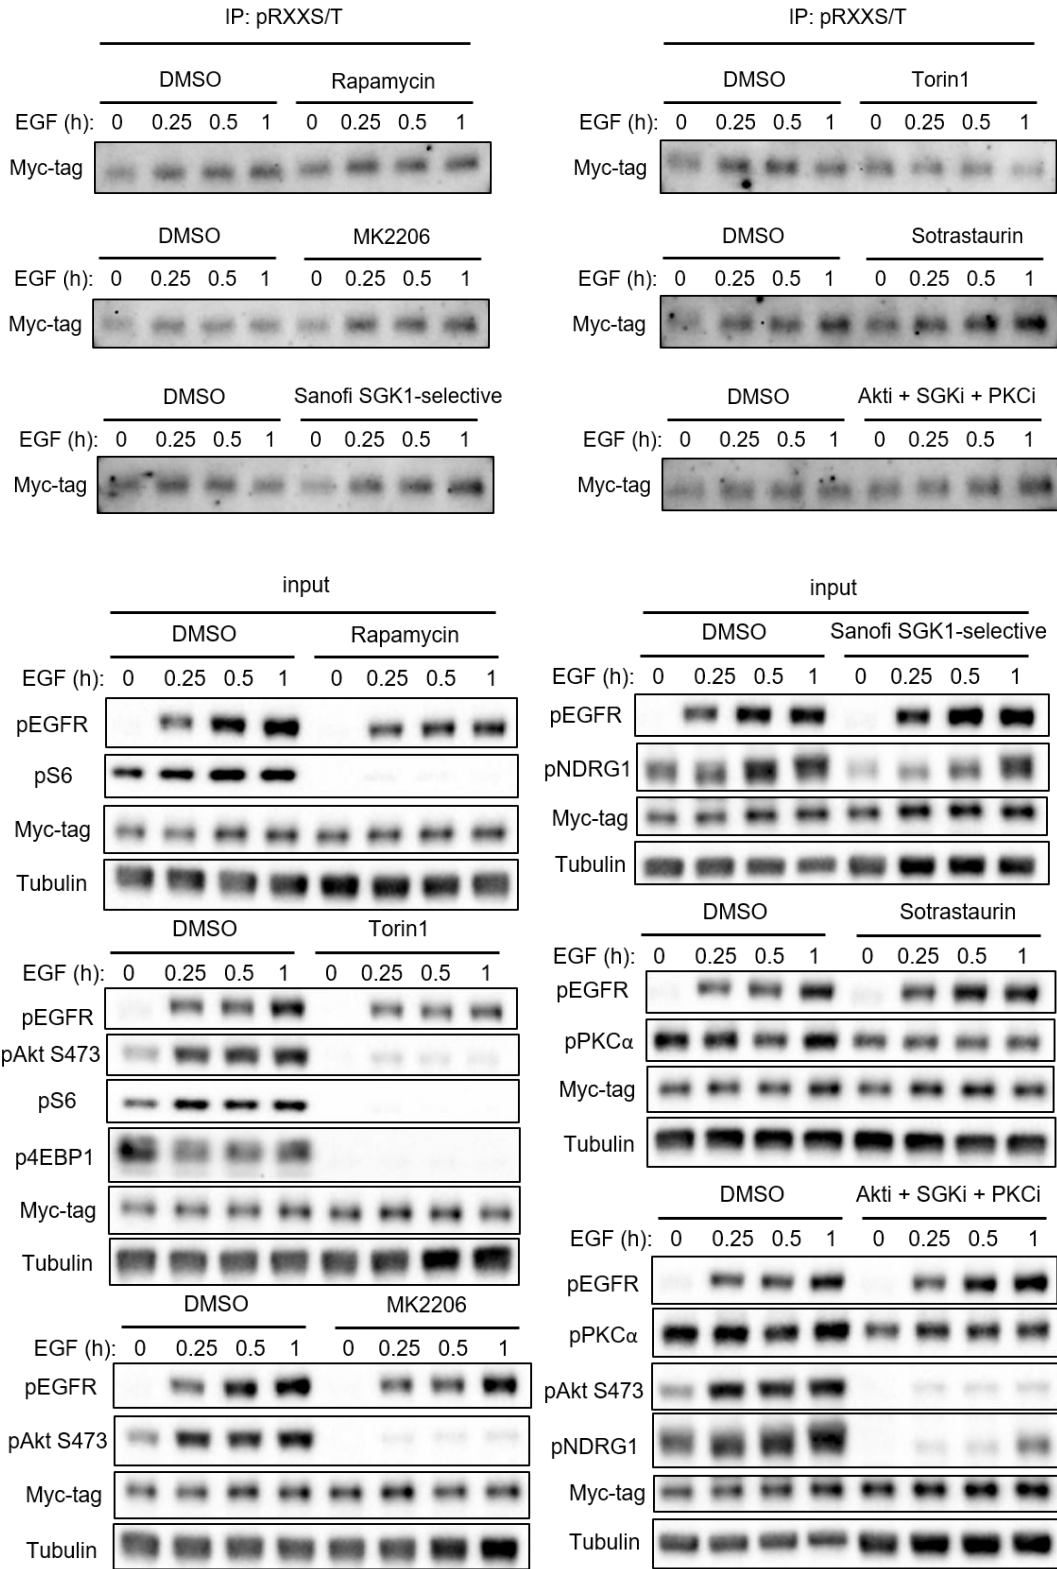 IP: pRXXS/T
DMSO Rapamycin
EGF (h): 0 0.25 0.5 1 0 0.25 0.5 1
Myc-tag
DMSO MK2206
EGF (h): 0 0.25 0.5 1 0 0.25 0.5 1
Myc-tag
DMSO Sanofi SGK1-selective
EGF (h): 0 0.25 0.5 1 0 0.25 0.5 1
Myc-tag
IP: pRXXS/T
DMSO Torin1
EGF (h): 0 0.25 0.5 1 0 0.25 0.5 1
Myc-tag
DMSO Sotrastaurin
EGF (h): 0 0.25 0.5 1 0 0.25 0.5 1
Myc-tag
DMSO Akti + SGKi + PKCi
EGF (h): 0 0.25 0.5 1 0 0.25 0.5 1
Myc-tag
input
DMSO Rapamycin
EGF (h): 0 0.25 0.5 1 0 0.25 0.5 1
pEGFR
pS6
Myc-tag
Tubulin
DMSO Torin1
EGF (h): 0 0.25 0.5 1 0 0.25 0.5 1
pEGFR
pAkt S473
pS6
p4EBP1
Myc-tag
Tubulin
DMSO MK2206
EGF (h): 0 0.25 0.5 1 0 0.25 0.5 1
pEGFR
pAkt S473
Myc-tag
Tubulin
input
DMSO Sanofi SGK1-selective
EGF (h): 0 0.25 0.5 1 0 0.25 0.5 1
pEGFR
pNDRG1
Myc-tag
Tubulin
DMSO Sotrastaurin
EGF (h): 0 0.25 0.5 1 0 0.25 0.5 1
pEGFR
pPKCα
Myc-tag
Tubulin
DMSO Akti + SGKi + PKCi
EGF (h): 0 0.25 0.5 1 0 0.25 0.5 1
pEGFR
pPKCα
pAkt S473
pNDRG1
Myc-tag
Tubulin